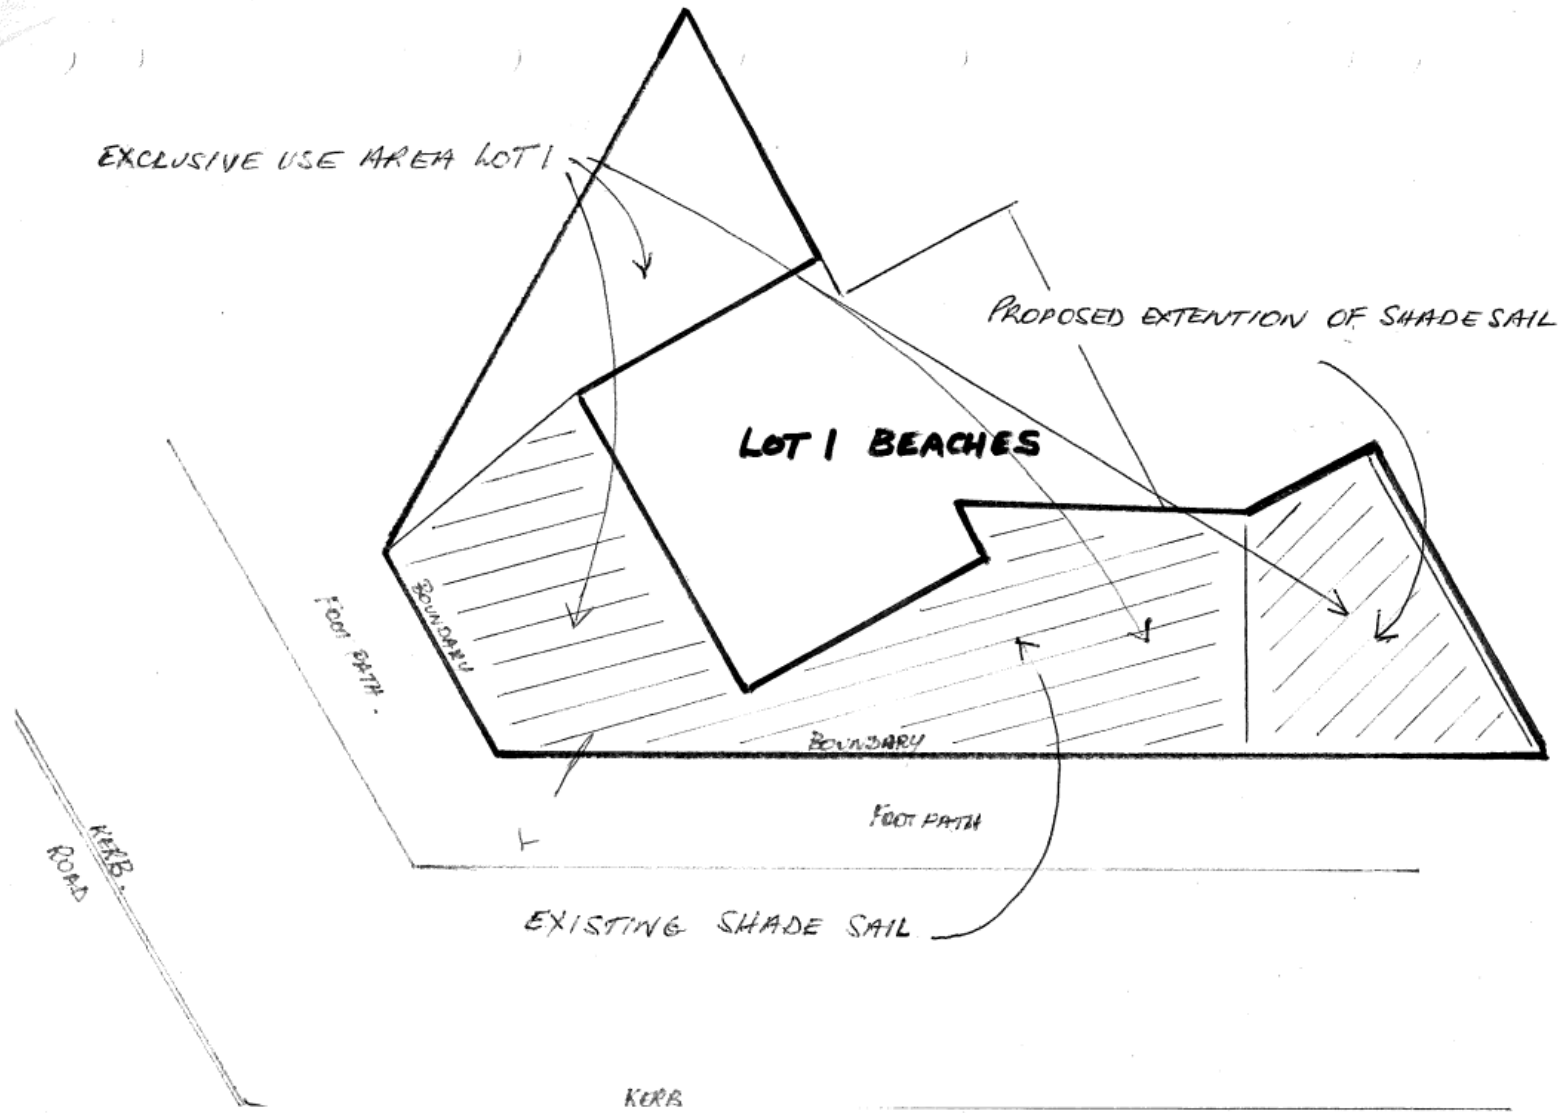 EXCLUSIVE USE AREA LOT 1
PROPOSED EXTENTION OF SHADE SAIL
LOT 1 BEACHES
BOUNDARY
FOOT PATH.
BOUNDARY
FOOT PATH
KERB.
ROAD
EXISTING SHADE SAIL
KERB